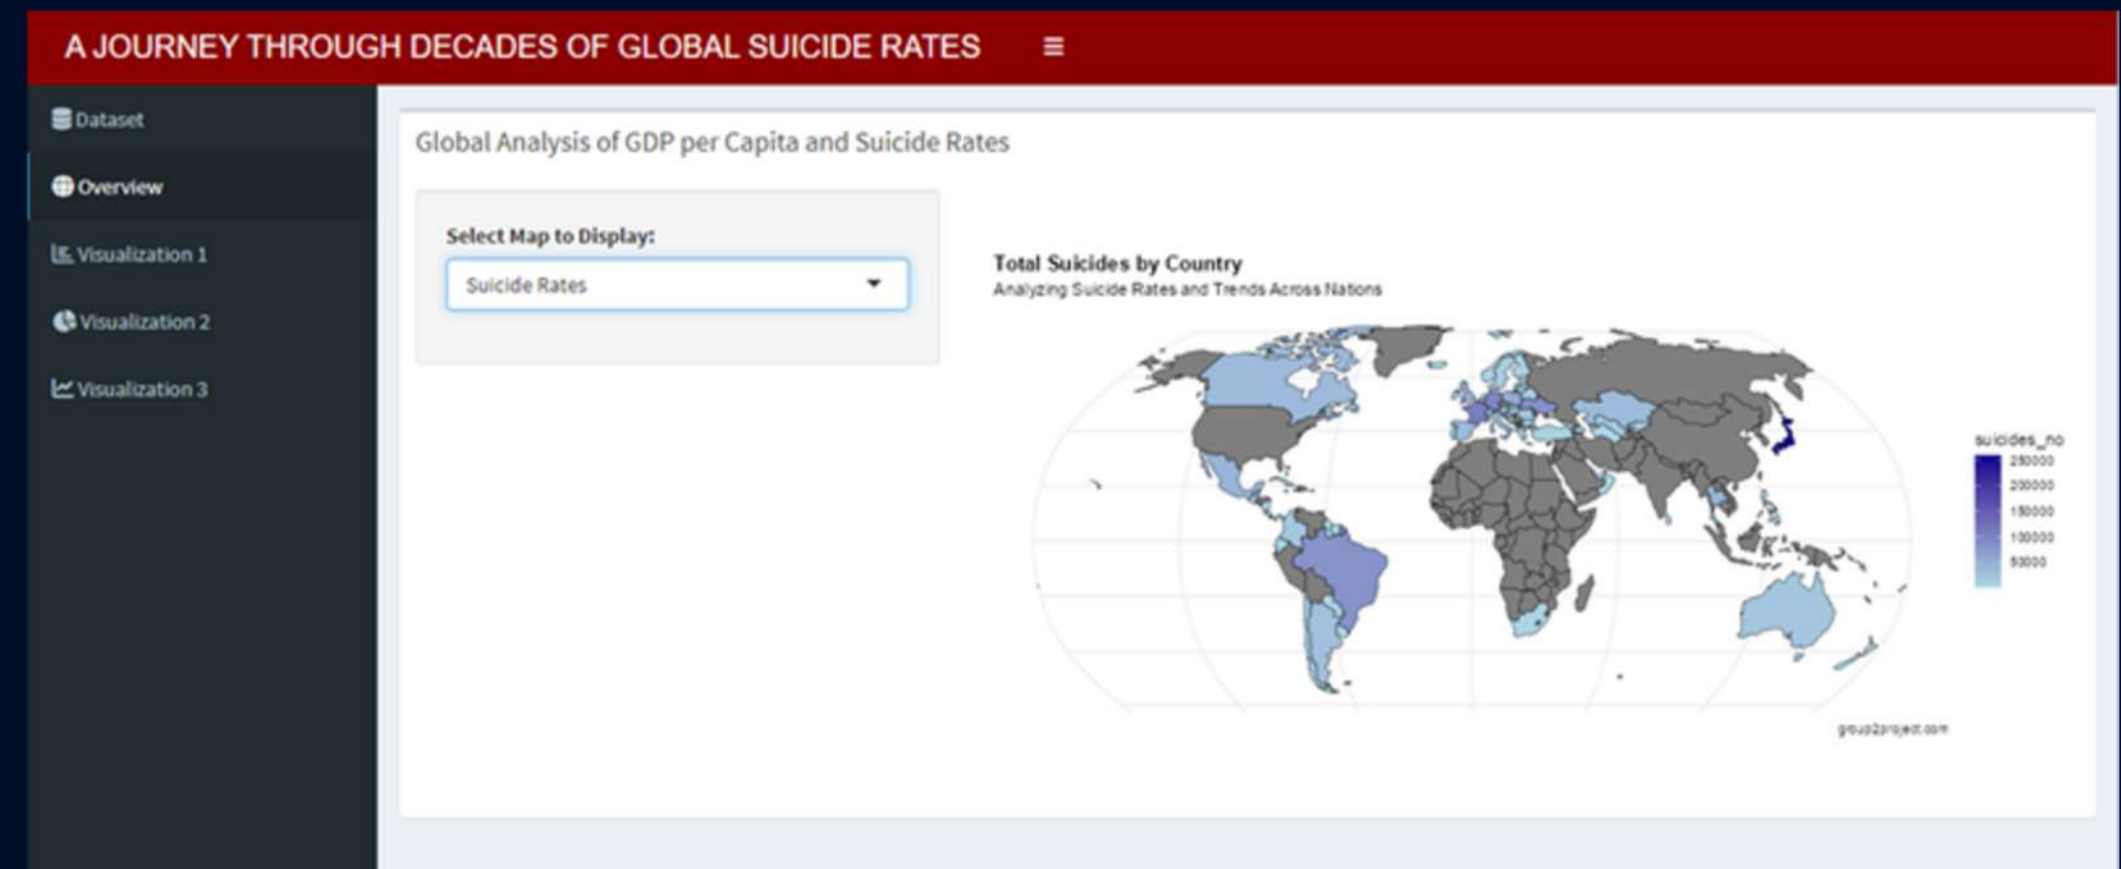 A JOURNEY THROUGH DECADES OF GLOBAL SUICIDE RATES
Dataset
Overview
Visualization 1
Visualization 2
Visualization 3
Global Analysis of GDP per Capita and Suicide Rates
Select Map to Display:
Suicide Rates
Total Suicides by Country
Analyzing Suicide Rates and Trends Across Nations
suicides_no
250000
200000
150000
100000
50000
group2project.com